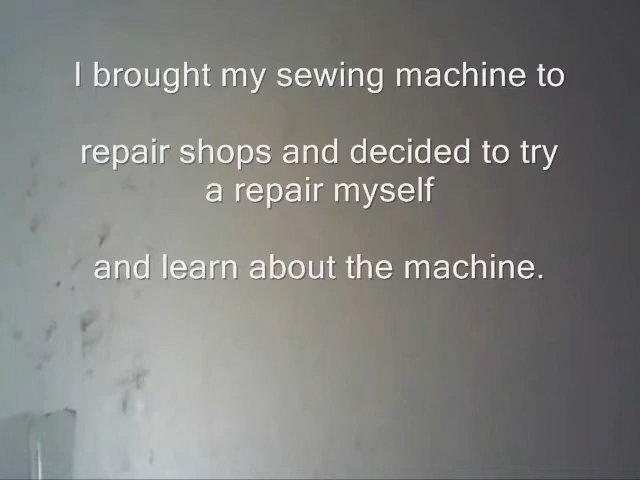 I brought my sewing machine to
repair shops and decided to try
a repair myself
and learn about the machine.